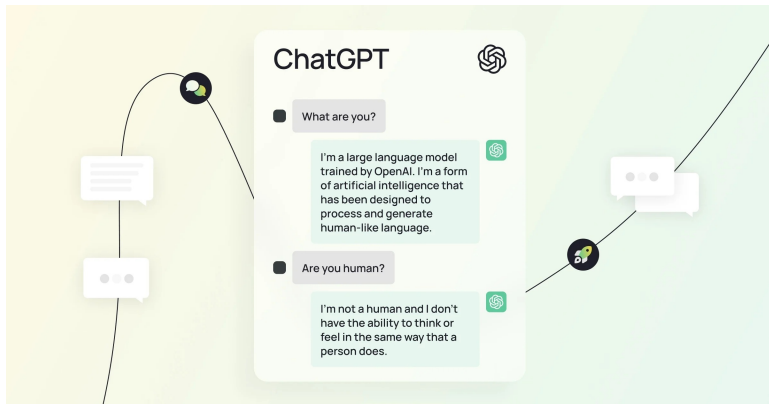 ChatGPT
What are you?
I'm a large language model
trained by OpenAI. I'm a form
of artificial intelligence that
has been designed to
process and generate
human-like language.
Are you human?
I'm not a human and I don't
have the ability to think or
feel in the same way that a
person does.